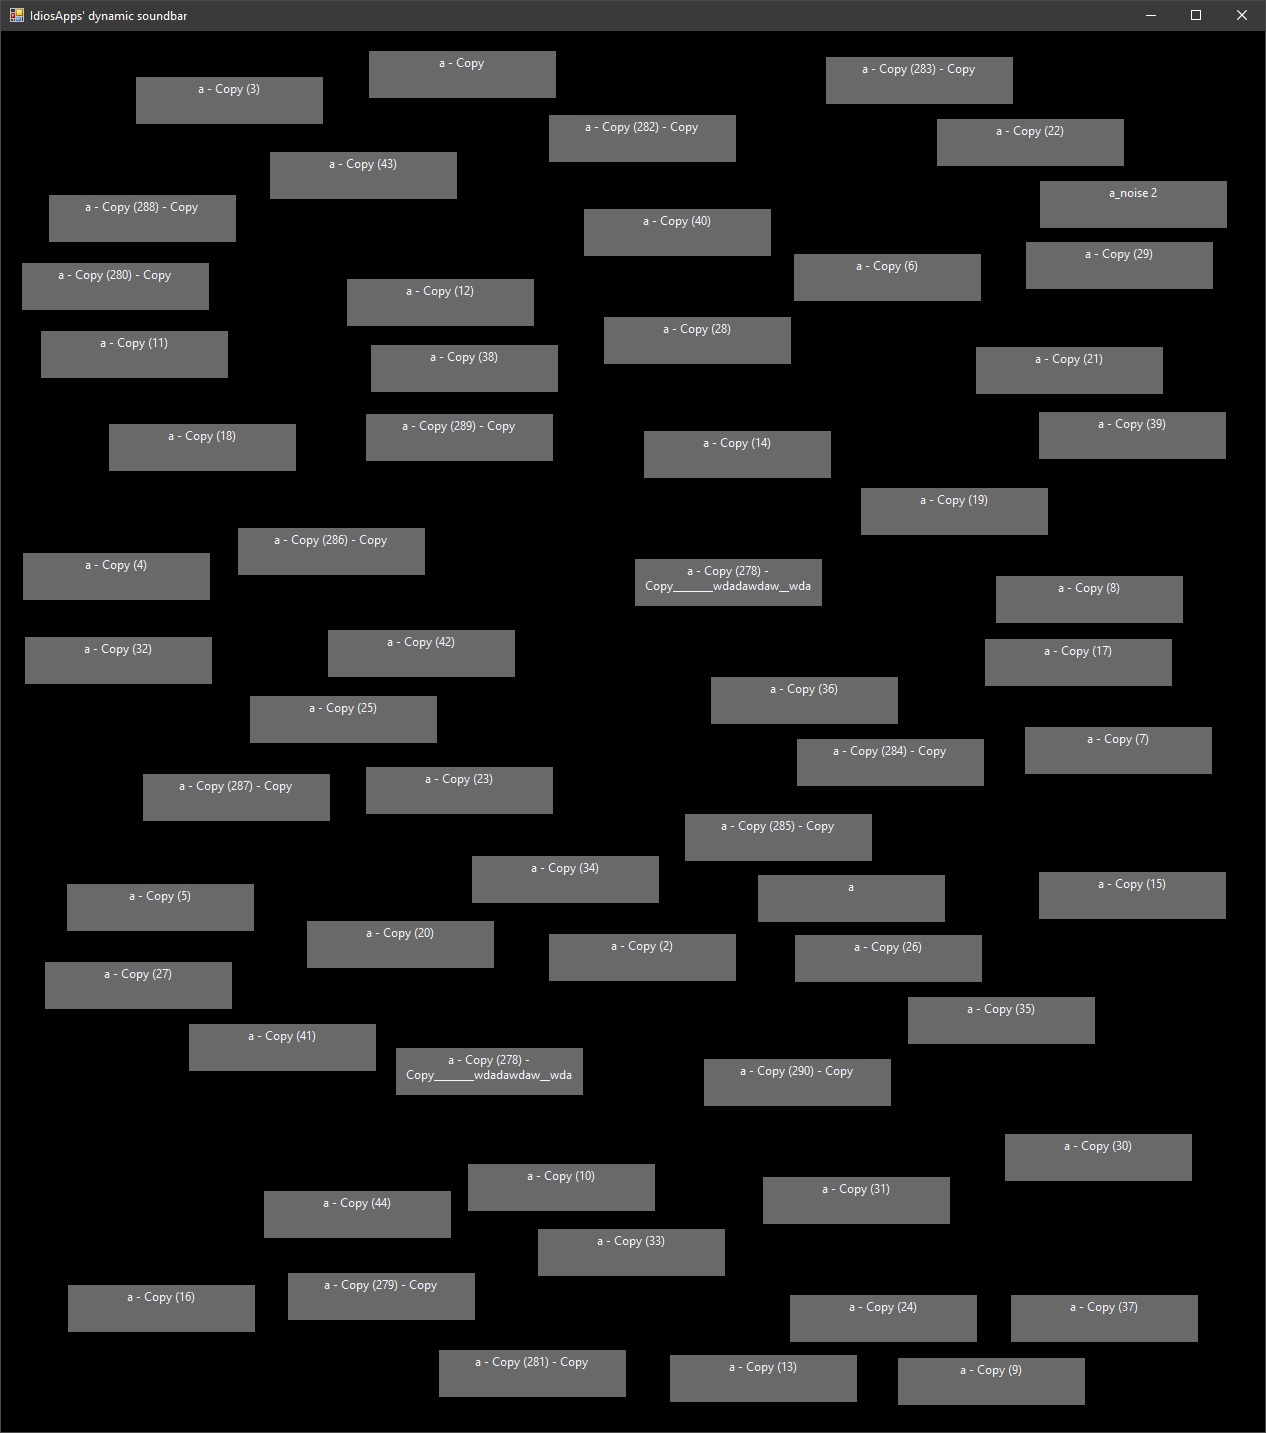 IdiosApps' dynamic soundbar
a - Copy
a - Copy (283) - Copy
a - Copy (3)
a - Copy (282) - Copy
a - Copy (22)
a - Copy (43)
a_noise 2
a - Copy (288) - Copy
a - Copy (40)
a - Copy (29)
a - Copy (6)
a - Copy (280) - Copy
a - Copy (12)
a - Copy (28)
a - Copy (11)
a - Copy (38)
a - Copy (21)
a - Copy (39)
a - Copy (289) - Copy
a - Copy (18)
a - Copy (14)
a - Copy (19)
a - Copy (286) - Copy
a - Copy (4)
a - Copy (278) -
Copy________wdadawdaw__wda
a - Copy (8)
a - Copy (42)
a - Copy (32)
a - Copy (17)
a - Copy (36)
a - Copy (25)
a - Copy (7)
a - Copy (284) - Copy
a - Copy (23)
a - Copy (287) - Copy
a - Copy (285) - Copy
a - Copy (34)
a - Copy (15)
a
a - Copy (5)
a - Copy (20)
a - Copy (2)
a - Copy (26)
a - Copy (27)
a - Copy (35)
a - Copy (41)
a - Copy (278) -
Copy________wdadawdaw__wda
a - Copy (290) - Copy
a - Copy (30)
a - Copy (10)
a - Copy (31)
a - Copy (44)
a - Copy (33)
a - Copy (279) - Copy
a - Copy (16)
a - Copy (24)
a - Copy (37)
a - Copy (281) - Copy
a - Copy (13)
a - Copy (9)